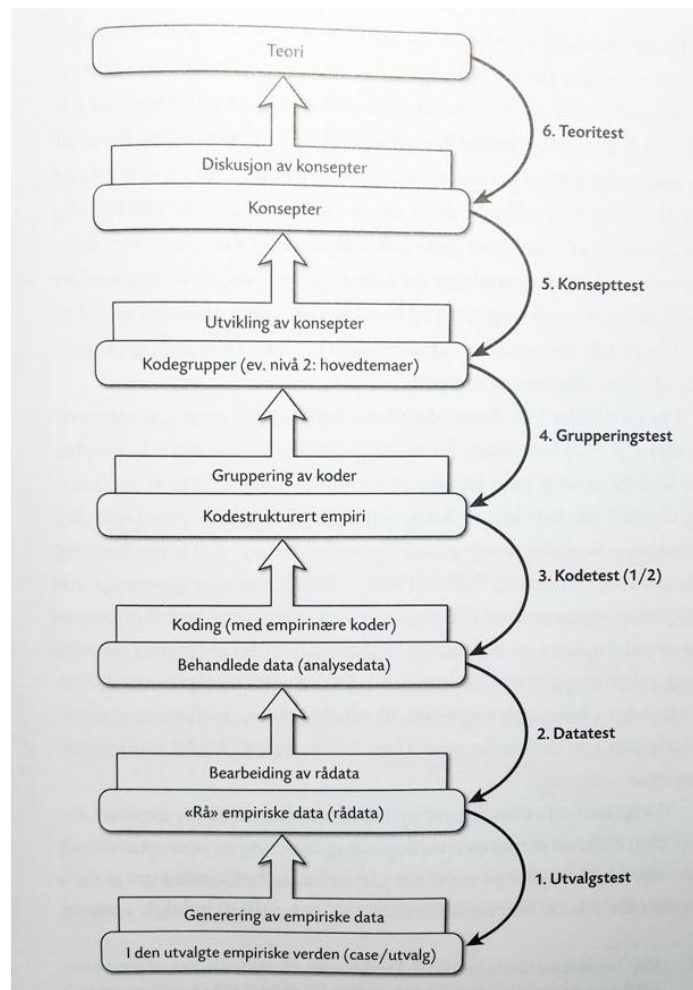 Teori
6. Teoritest
Diskusjon av konsepter
Konsepter
5. Konsepttest
Utvikling av konsepter
Kodegrupper (ev. nivå 2: hovedtemaer)
4. Grupperingstest
Gruppering av koder
Kodestrukturert empiri
3. Kodetest (1/2)
Koding (med empirinære koder)
Behandlede data (analysedata)
2. Datatest
Bearbeiding av rådata
«Rå» empiriske data (rådata)
1. Utvalgstest
Generering av empiriske data
I den utvalgte empiriske verden (case/utvalg)